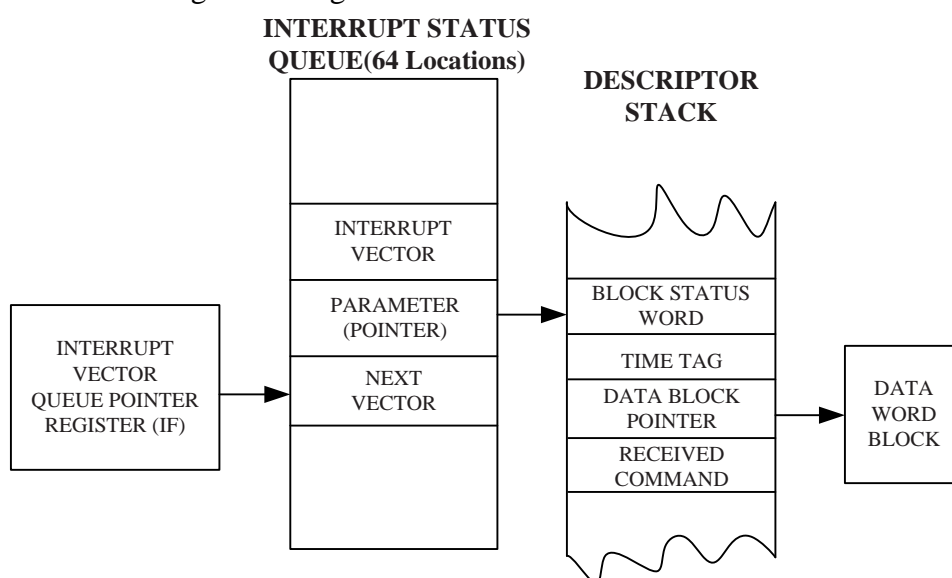 INTERRUPT STATUS
QUEUE(64 Locations)
DESCRIPTOR
STACK
INTERRUPT
VECTOR
PARAMETER
(POINTER)
NEXT
VECTOR
INTERRUPT
VECTOR
QUEUE POINTER
REGISTER (IF)
BLOCK STATUS
WORD
TIME TAG
DATA BLOCK
POINTER
RECEIVED
COMMAND
DATA
WORD
BLOCK